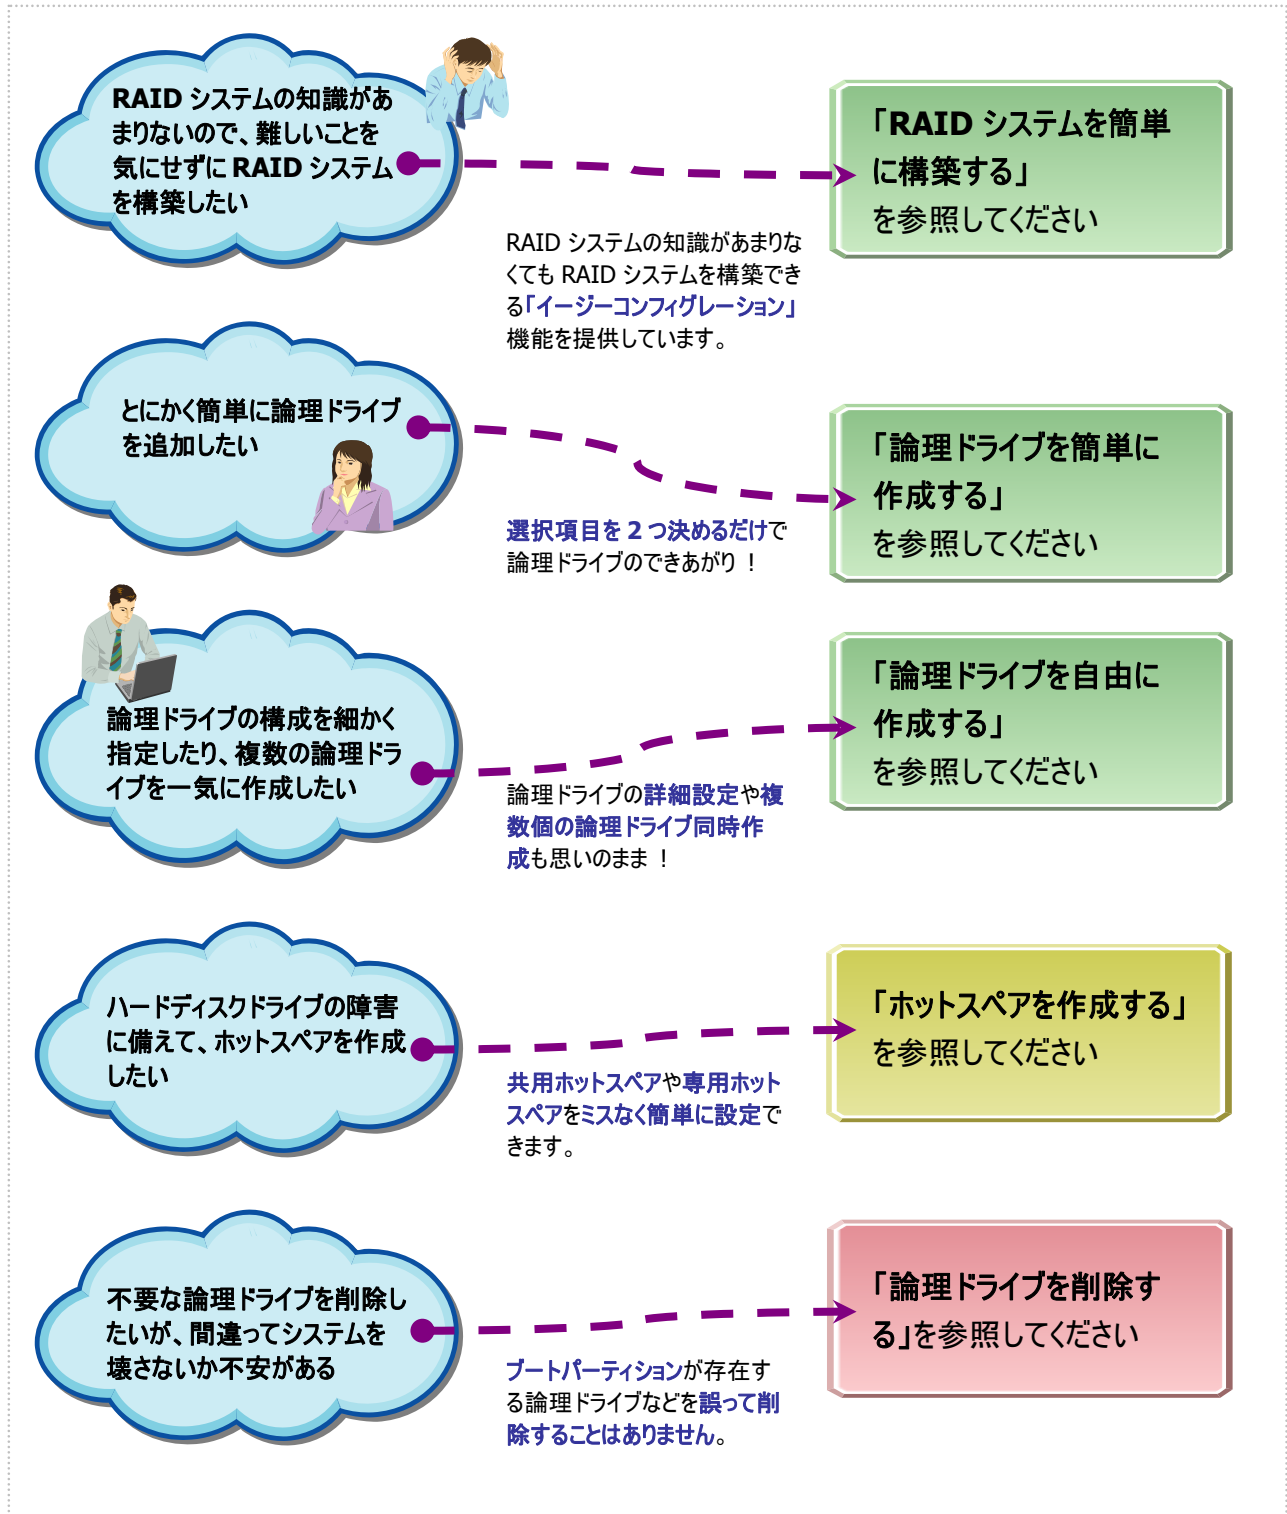 RAID システムの知識があ
まりないので、難しいことを
気にせずに RAID システム
を構築したい
「RAID システムを簡単
に構築する」
を参照してください
RAID システムの知識があまりな
くても RAID システムを構築でき
る「イージーコンフィグレーション」
機能を提供しています。
とにかく簡単に論理ドライブ
を追加したい
「論理ドライブを簡単に
作成する」
を参照してください
選択項目を 2 つ決めるだけで
論理ドライブのできあがり！
論理ドライブの構成を細かく
指定したり、複数の論理ドラ
イブを一気に作成したい
「論理ドライブを自由に
作成する」
を参照してください
論理ドライブの詳細設定や複
数個の論理ドライブ同時作
成も思いのまま！
ハードディスクドライブの障害
に備えて、ホットスペアを作成
したい
「ホットスペアを作成する」
を参照してください
共用ホットスペアや専用ホット
スペアをミスなく簡単に設定で
きます。
不要な論理ドライブを削除し
たいが、間違ってシステムを
壊さないか不安がある
「論理ドライブを削除す
る」を参照してください
ブートパーティションが存在す
る論理ドライブなどを誤って削
除することはありません。